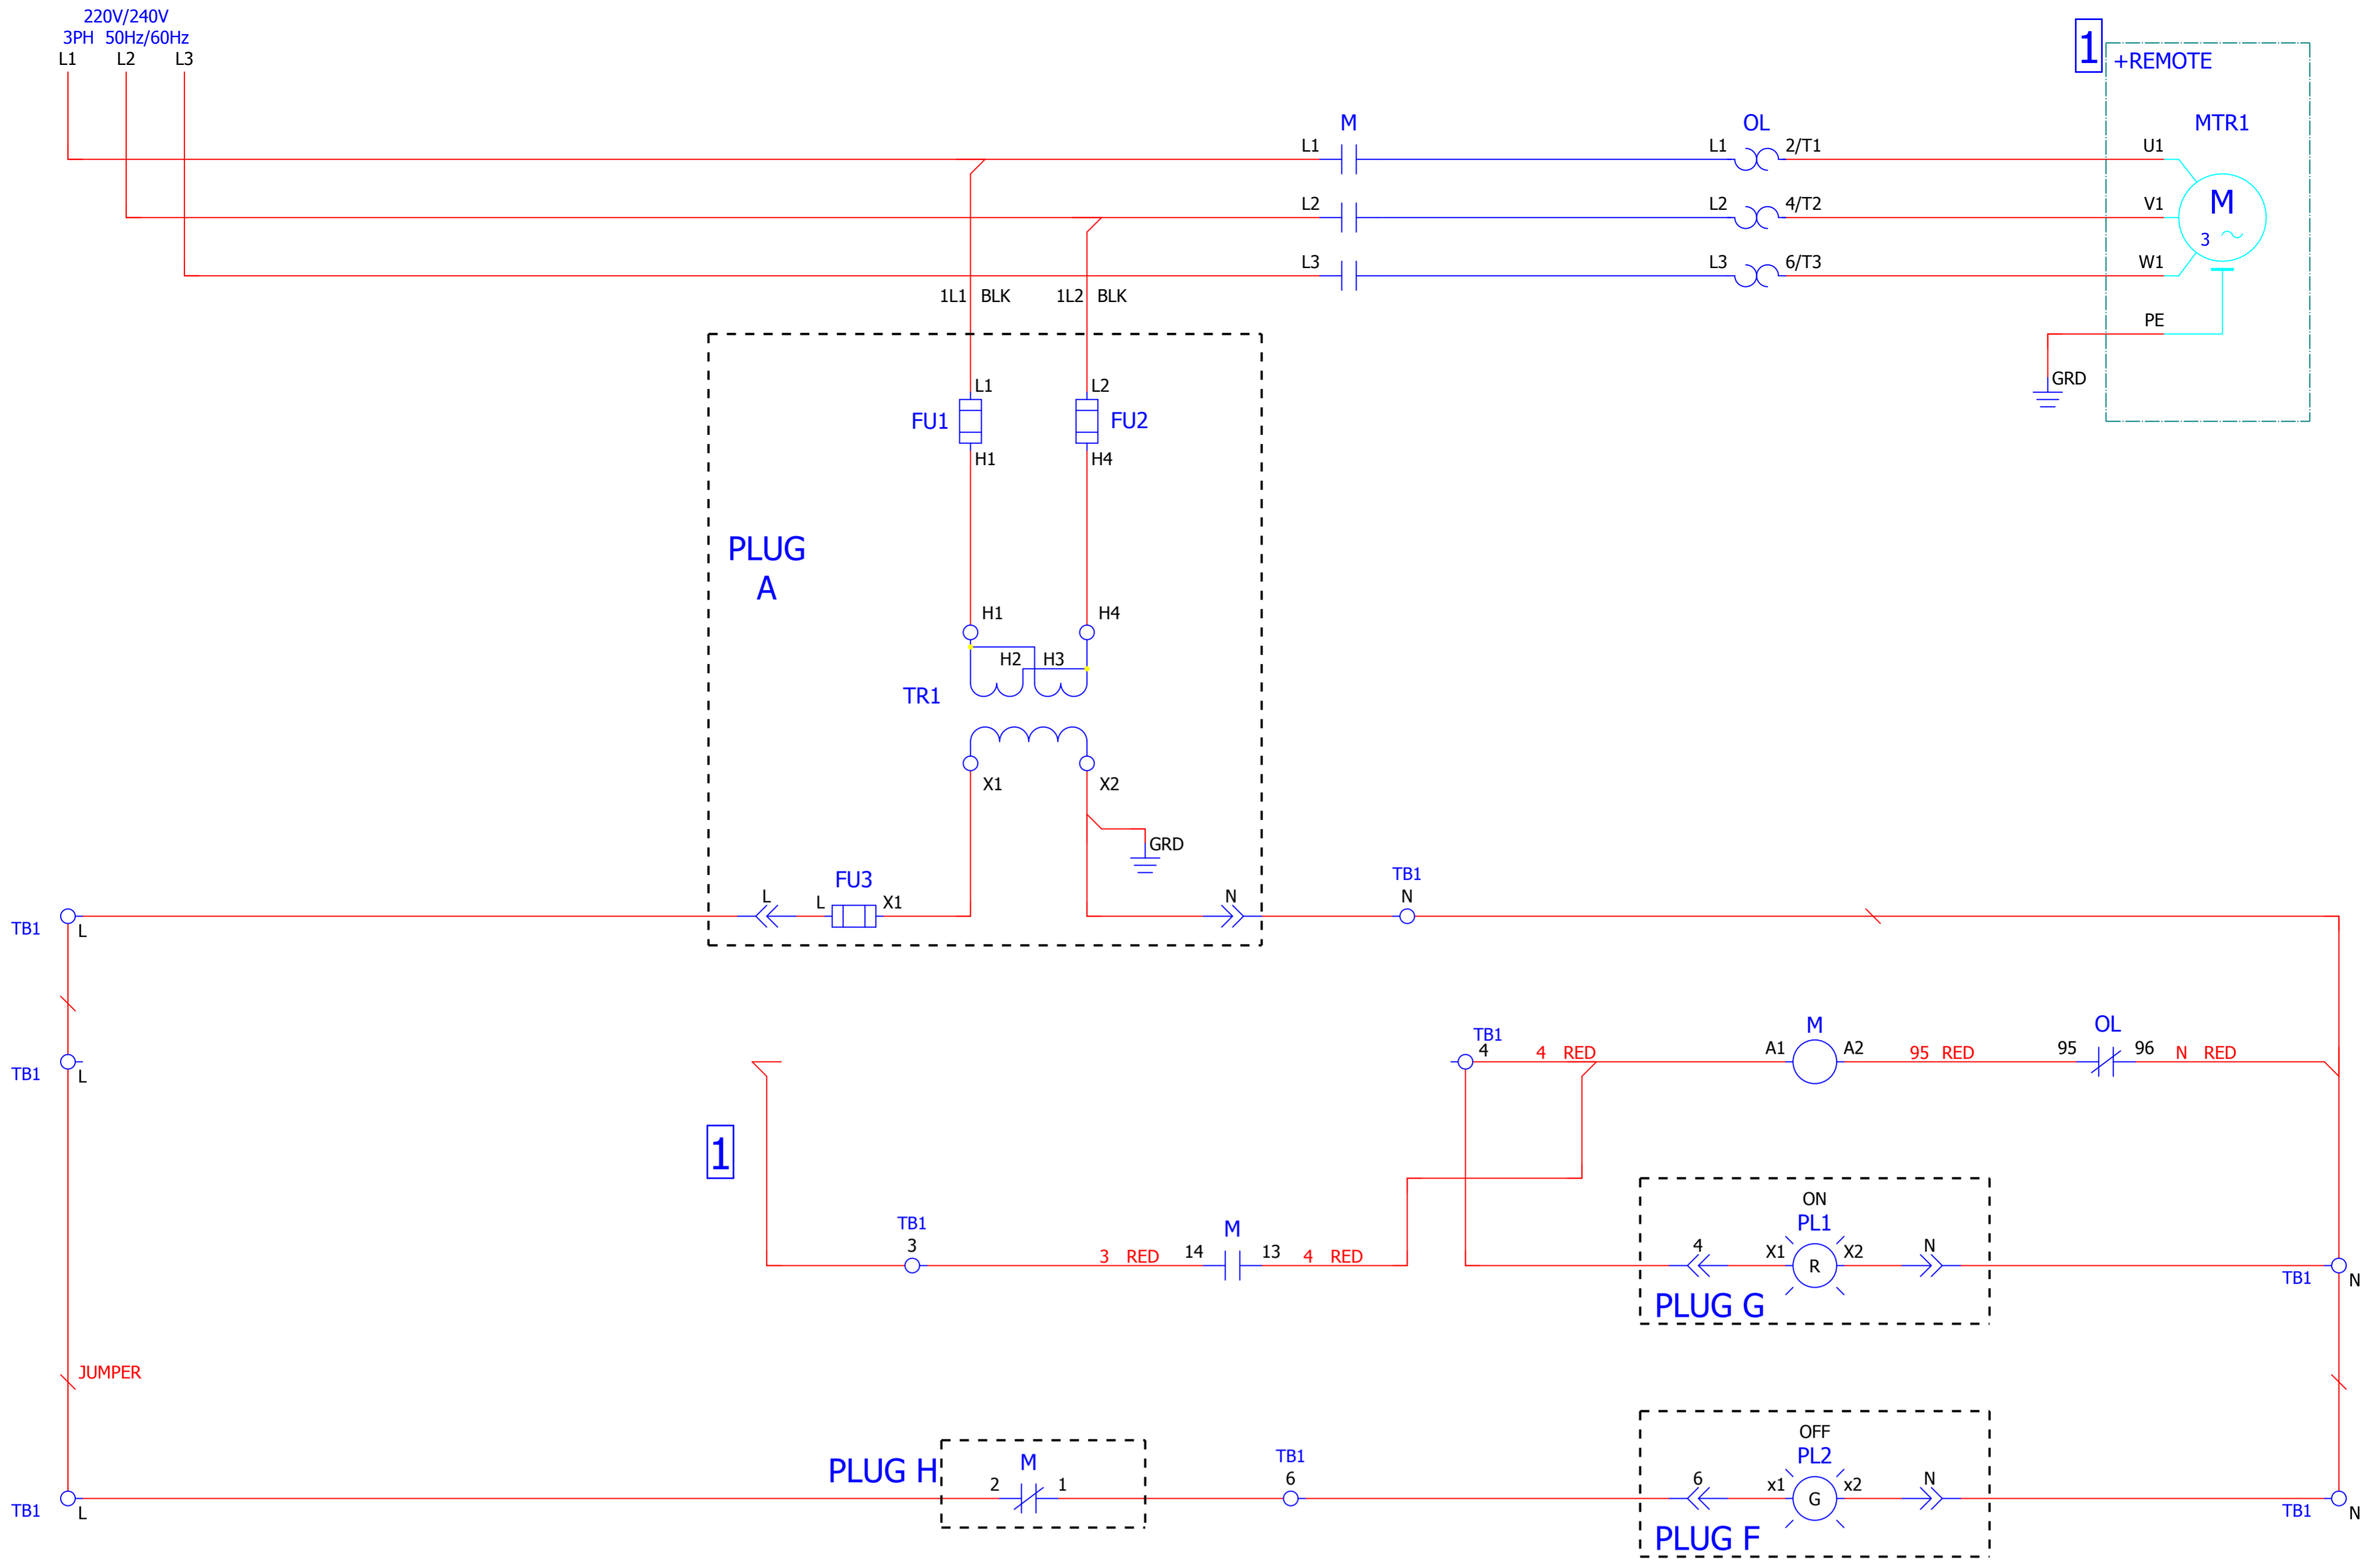 220V/240V
3PH 50Hz/60Hz
L1 L2 L3
1
+REMOTE
MTR1
M
OL
L1
L1
2/T1
U1
L2
L2
4/T2
V1
M
3
L3
L3
6/T3
W1
1L1 BLK
1L2 BLK
PE
GRD
L1
L2
FU1
FU2
H1
H4
PLUG
A
H1
H4
H2 H3
TR1
X1
X2
GRD
FU3
L
L
X1
N
TB1
N
TB1
L
TB1
4
4 RED
M
A1
A2
95 RED
OL
95
96
N RED
TB1
L
1
TB1
3
3 RED
M
14
13
4 RED
ON
PL1
4
X1
R
X2
N
PLUG G
TB1
N
JUMPER
PLUG H
M
2
1
TB1
6
OFF
PL2
6
x1
G
x2
N
PLUG F
TB1
L
TB1
N